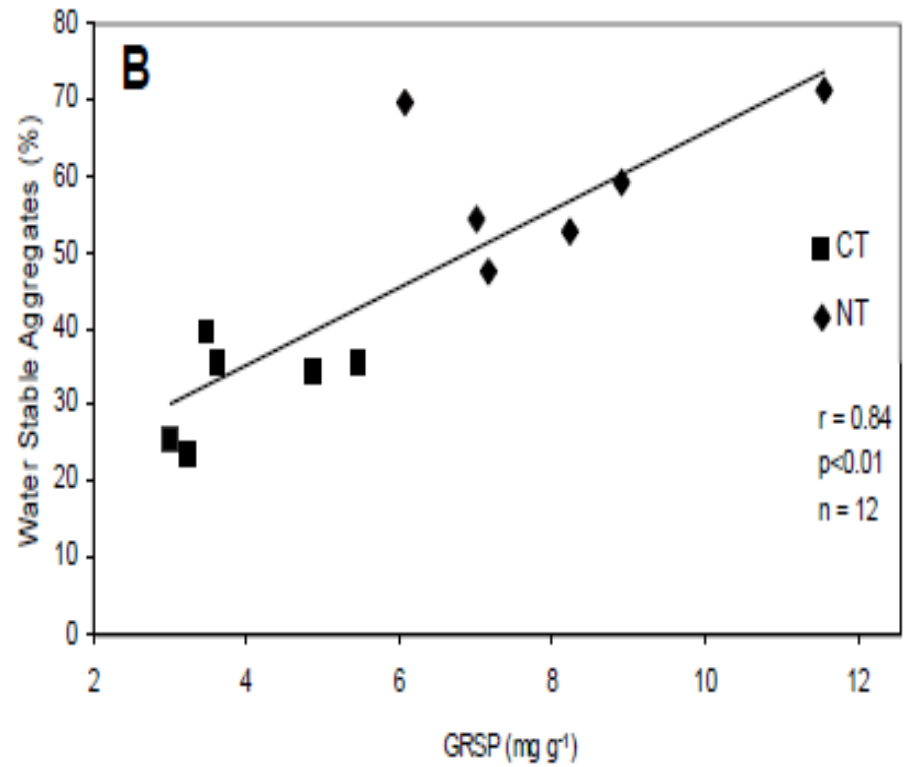 B
Water Stable Aggregates (%)
80
70
60
50
40
30
20
10
0
CT
NT
r = 0.84
p<0.01
n = 12
2 4 6 8 10 12
GRSP (mg g⁻¹)